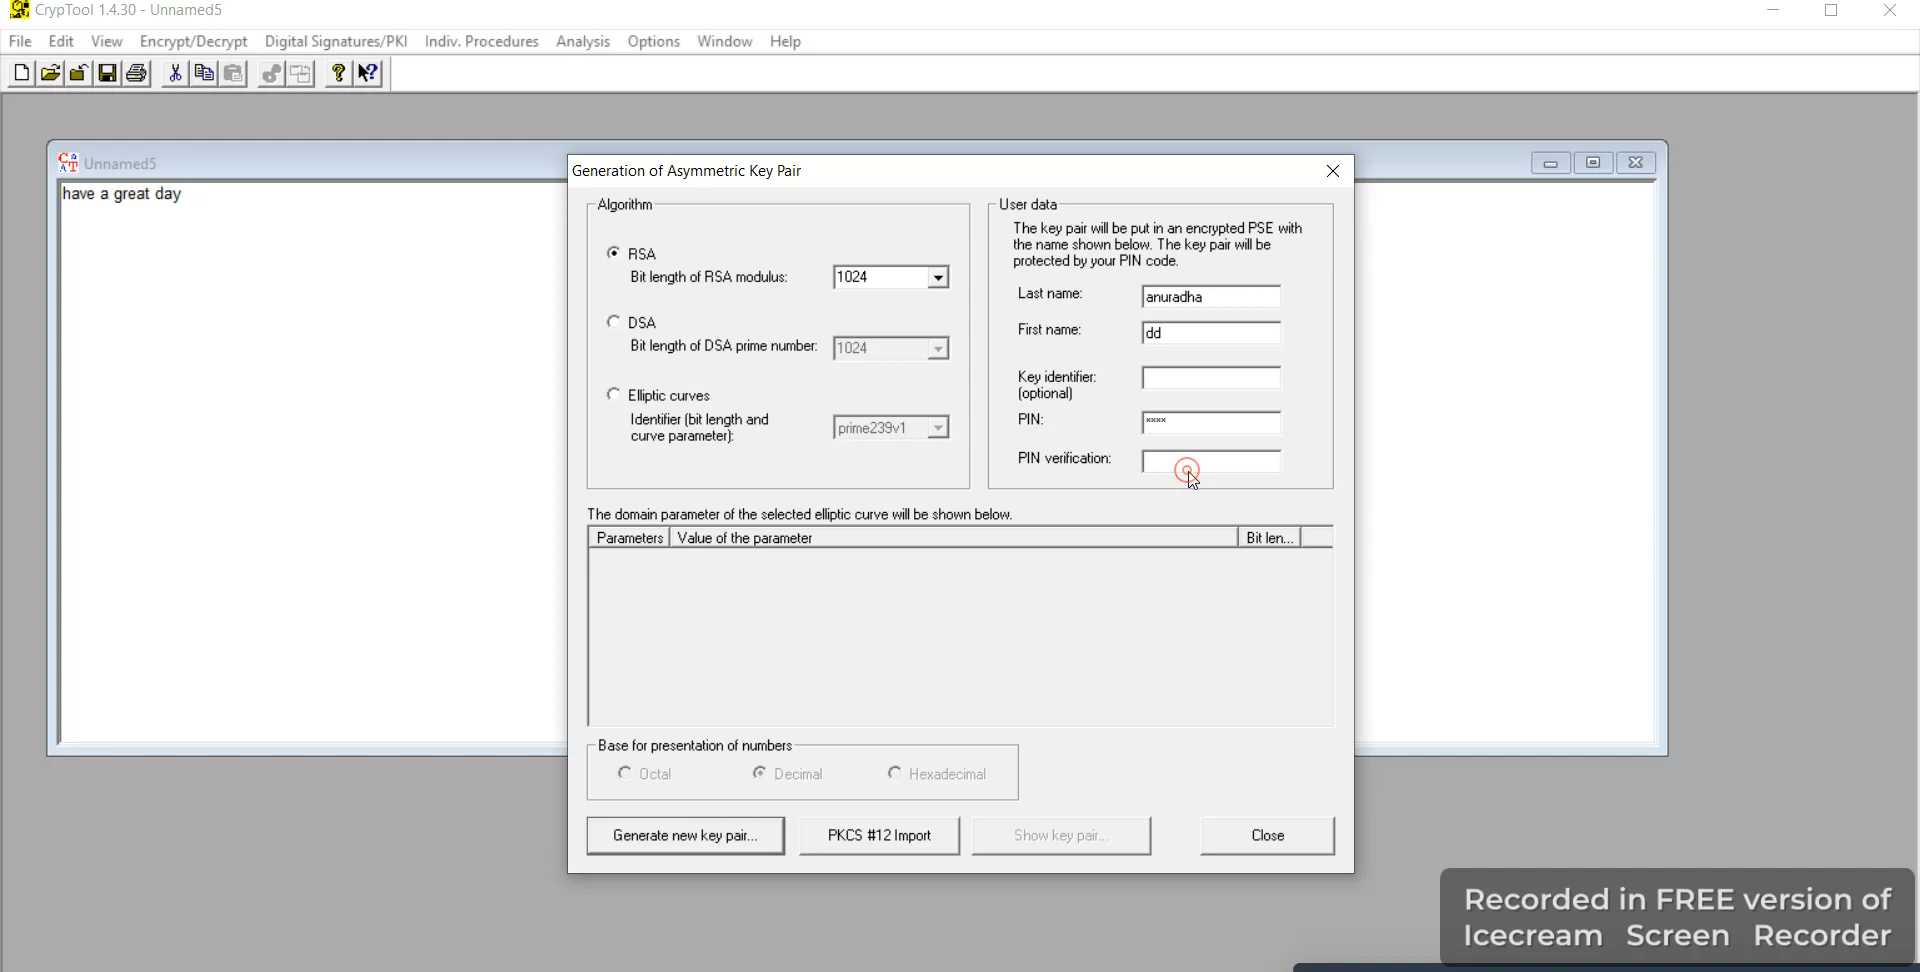 CrypTool 1.4.30 - Unnamed5
File Edit View Encrypt/Decrypt Digital Signatures/PKI Indiv. Procedures Analysis Options Window Help
Unnamed5
have a great day
Generation of Asymmetric Key Pair
Algorithm
RSA
Bit length of RSA modulus: 1024
DSA
Bit length of DSA prime number: 1024
Elliptic curves
Identifier (bit length and
curve parameter): prime239v1
User data
The key pair will be put in an encrypted PSE with
the name shown below. The key pair will be
protected by your PIN code.
Last name: anuradha
First name: dd
Key identifier:
(optional)
PIN: ××××
PIN verification:
The domain parameter of the selected elliptic curve will be shown below.
Parameters Value of the parameter Bit len...
Base for presentation of numbers
Octal Decimal Hexadecimal
Generate new key pair... PKCS #12 Import Show key pair... Close
Recorded in FREE version of
Icecream Screen Recorder